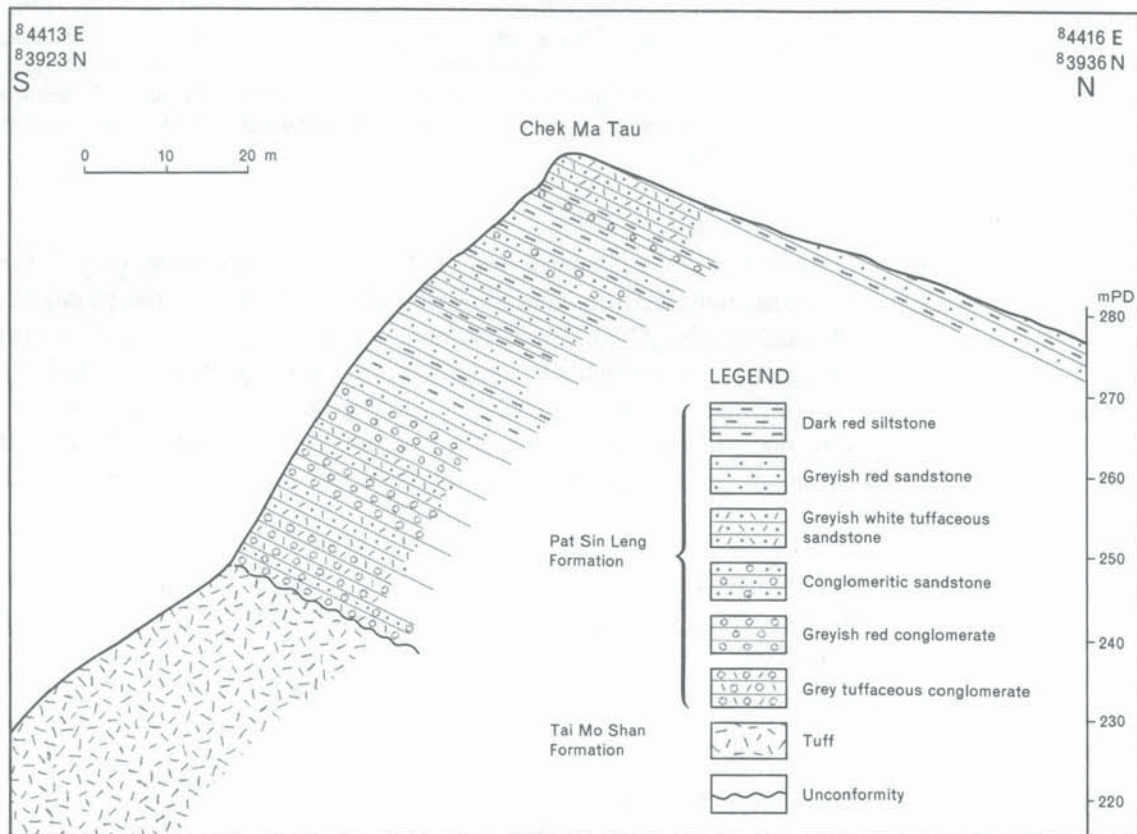 ⁸4413 E
⁸3923 N
S
⁸4416 E
⁸3936 N
N
Chek Ma Tau
0 10 20 m
mPD
280
270
260
250
240
230
220
LEGEND
Dark red siltstone
Greyish red sandstone
Greyish white tuffaceous
sandstone
Pat Sin Leng
Formation
Conglomeritic sandstone
Greyish red conglomerate
Grey tuffaceous conglomerate
Tai Mo Shan
Formation
Tuff
Unconformity